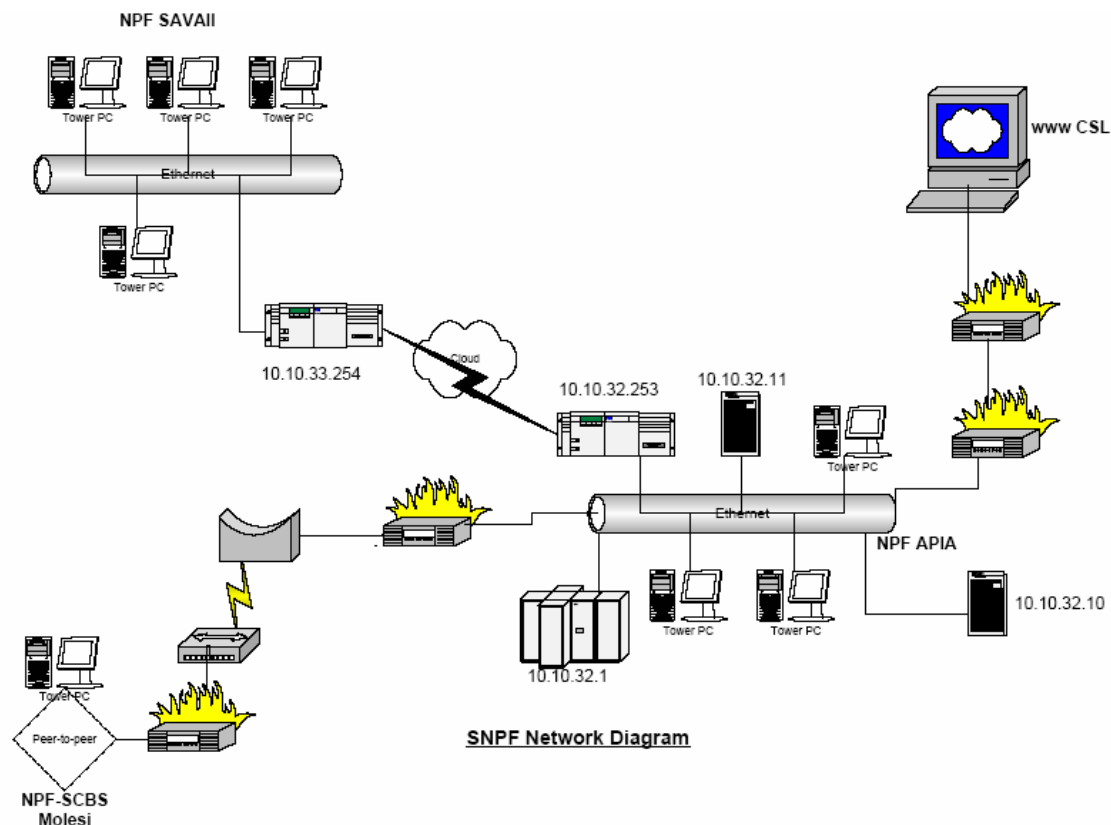 NPF SAVAII
Tower PC
Tower PC
Tower PC
Ethernet
Tower PC
www CSL
10.10.33.254
Cloud
10.10.32.253
10.10.32.11
Tower PC
Ethernet
NPF APIA
Tower PC
Tower PC
10.10.32.10
10.10.32.1
Tower PC
Peer-to-peer
NPF-SCBS
Molesi
SNPF Network Diagram